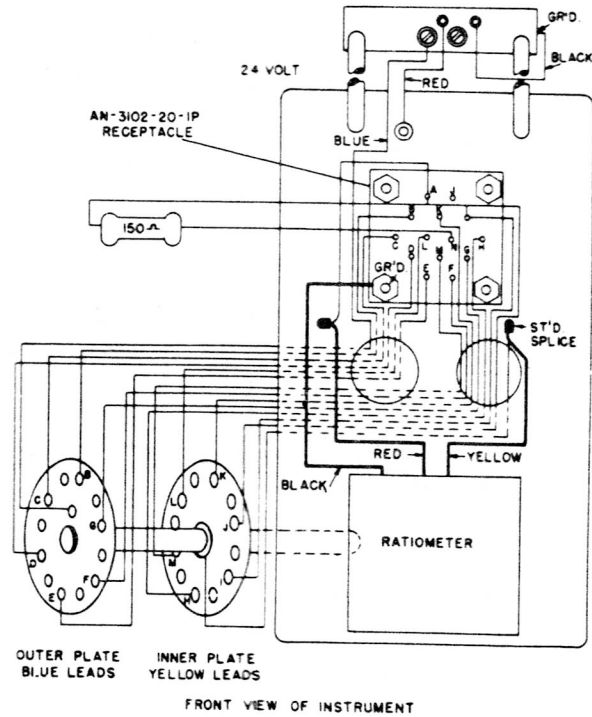 GR'D.
BLACK
24 VOLT
RED
AN-3102-20-1P
RECEPTACLE
BLUE
A
J
B
K
150 Ω
C
L
N
H
D
M
G
GR'D
E
F
ST'D.
SPLICE
RED
YELLOW
BLACK
RATIOMETER
B
C
G
D
F
E
K
L
J
M
I
H
OUTER PLATE
BLUE LEADS
INNER PLATE
YELLOW LEADS
FRONT VIEW OF INSTRUMENT